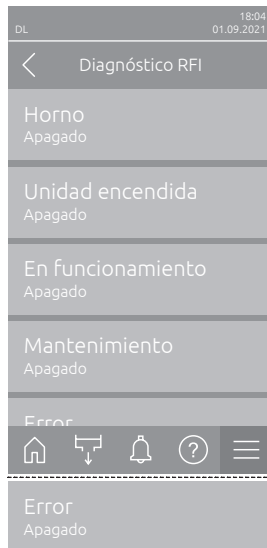 18:04
DL 01.09.2021
Diagnóstico RFI
Horno
Apagado
Unidad encendida
Apagado
En funcionamiento
Apagado
Mantenimiento
Apagado
Error
?
Error
Apagado